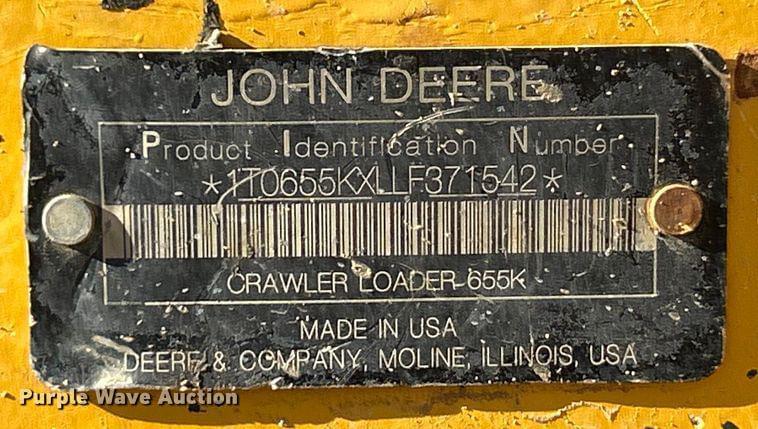 JOHN DEERE
Product Identification Number
*1T0655KXLLF371542*
CRAWLER LOADER 655K
MADE IN USA
DEERE & COMPANY, MOLINE, ILLINOIS, USA
Purple Wave Auction